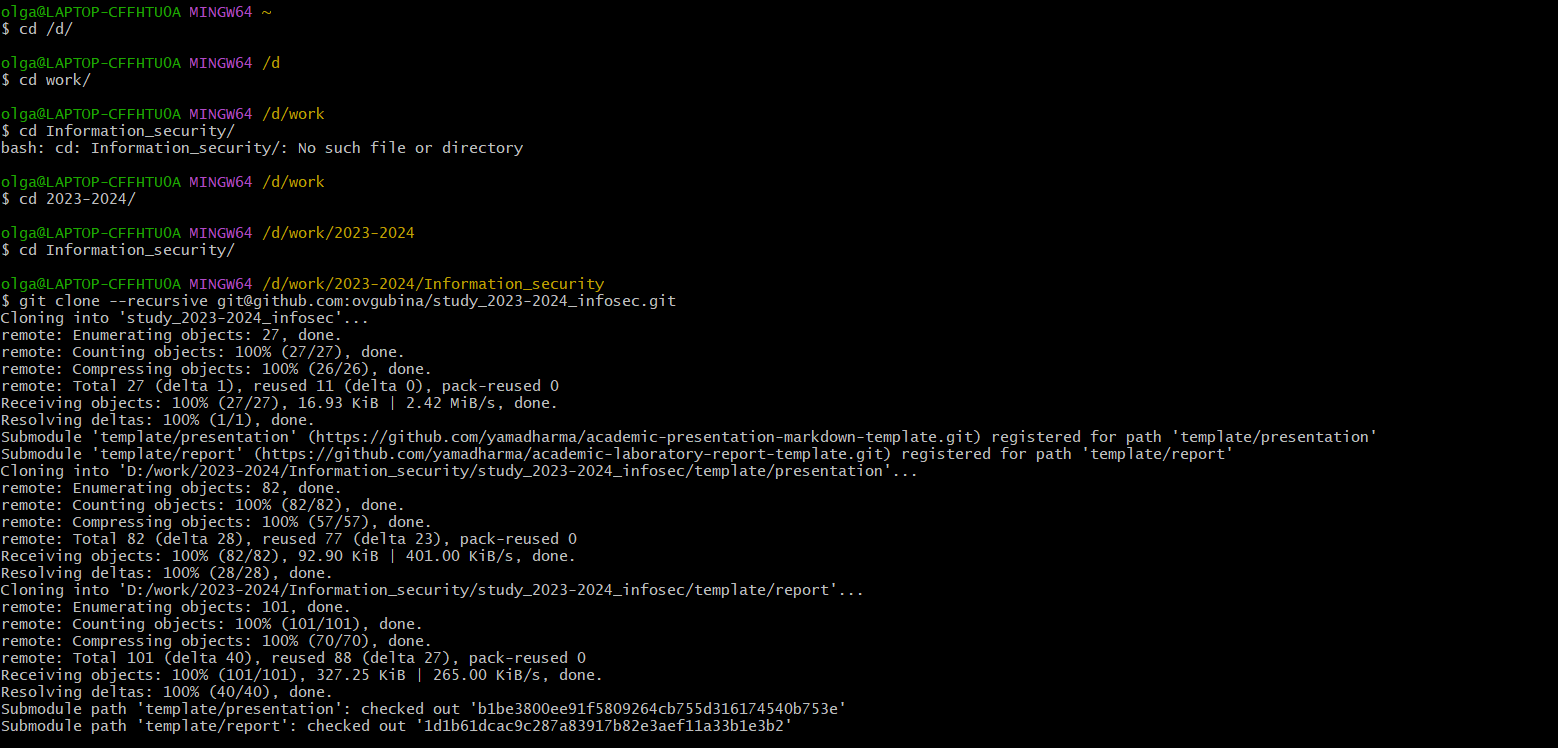 olga@LAPTOP-CFFHTUOA MINGW64 ~
$ cd /d/
olga@LAPTOP-CFFHTUOA MINGW64 /d
$ cd work/
olga@LAPTOP-CFFHTUOA MINGW64 /d/work
$ cd Information_security/
bash: cd: Information_security/: No such file or directory
olga@LAPTOP-CFFHTUOA MINGW64 /d/work
$ cd 2023-2024/
olga@LAPTOP-CFFHTUOA MINGW64 /d/work/2023-2024
$ cd Information_security/
olga@LAPTOP-CFFHTUOA MINGW64 /d/work/2023-2024/Information_security
$ git clone --recursive git@github.com:ovgubina/study_2023-2024_infosec.git
Cloning into 'study_2023-2024_infosec'...
remote: Enumerating objects: 27, done.
remote: Counting objects: 100% (27/27), done.
remote: Compressing objects: 100% (26/26), done.
remote: Total 27 (delta 1), reused 11 (delta 0), pack-reused 0
Receiving objects: 100% (27/27), 16.93 KiB | 2.42 MiB/s, done.
Resolving deltas: 100% (1/1), done.
Submodule 'template/presentation' (https://github.com/yamadharma/academic-presentation-markdown-template.git) registered for path 'template/presentation'
Submodule 'template/report' (https://github.com/yamadharma/academic-laboratory-report-template.git) registered for path 'template/report'
Cloning into 'D:/work/2023-2024/Information_security/study_2023-2024_infosec/template/presentation'...
remote: Enumerating objects: 82, done.
remote: Counting objects: 100% (82/82), done.
remote: Compressing objects: 100% (57/57), done.
remote: Total 82 (delta 28), reused 77 (delta 23), pack-reused 0
Receiving objects: 100% (82/82), 92.90 KiB | 401.00 KiB/s, done.
Resolving deltas: 100% (28/28), done.
Cloning into 'D:/work/2023-2024/Information_security/study_2023-2024_infosec/template/report'...
remote: Enumerating objects: 101, done.
remote: Counting objects: 100% (101/101), done.
remote: Compressing objects: 100% (70/70), done.
remote: Total 101 (delta 40), reused 88 (delta 27), pack-reused 0
Receiving objects: 100% (101/101), 327.25 KiB | 265.00 KiB/s, done.
Resolving deltas: 100% (40/40), done.
Submodule path 'template/presentation': checked out 'b1be3800ee91f5809264cb755d316174540b753e'
Submodule path 'template/report': checked out '1d1b61dcac9c287a83917b82e3aef11a33b1e3b2'